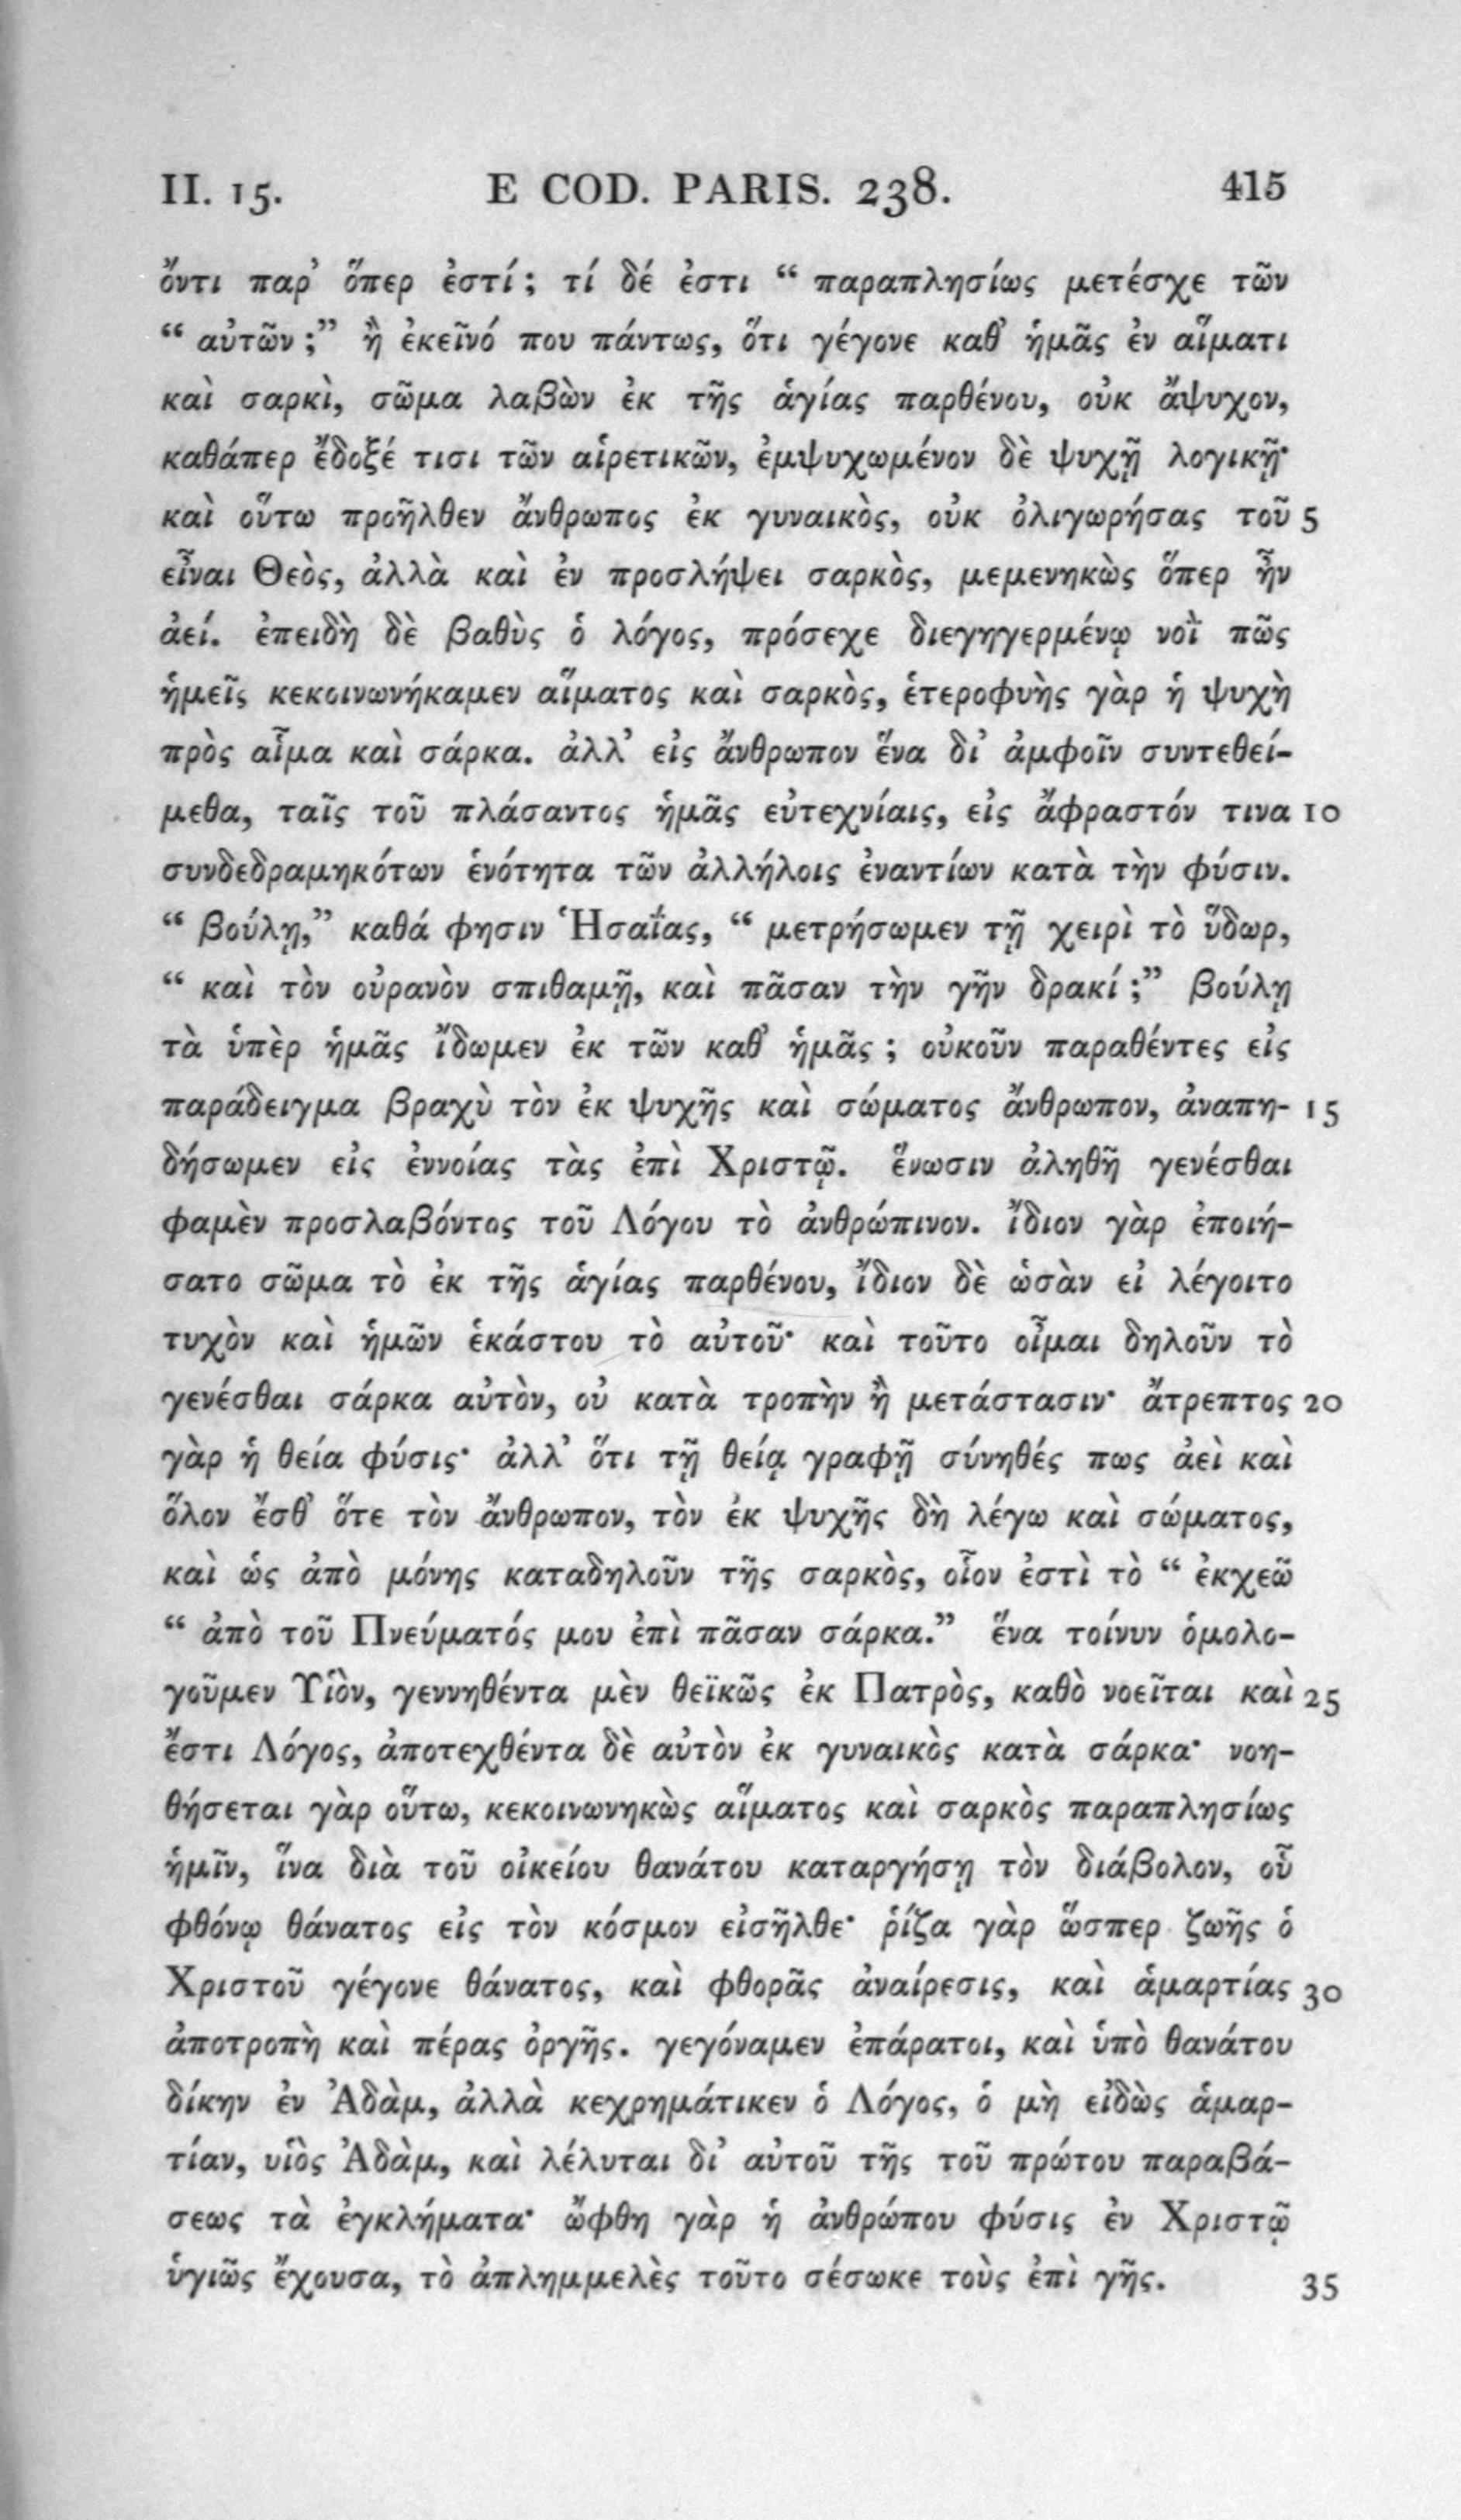 II. 15. E COD. PARIS. 238. 415
ὄντι παρ’ ὅπερ ἐστί; τί δέ ἐστι “ παραπλησίως μετέσχε τῶν
“ αὐτῶν;” ἢ ἐκεῖνό που πάντως, ὅτι γέγονε καθ’ ἡμᾶς ἐν αἵματι
καὶ σαρκὶ, σῶμα λαβὼν ἐκ τῆς ἁγίας παρθένου, οὐκ ἄψυχον,
καθάπερ ἔδοξέ τισι τῶν αἱρετικῶν, ἐμψυχωμένον δὲ ψυχῇ λογικῇ·
καὶ οὕτω προῆλθεν ἄνθρωπος ἐκ γυναικὸς, οὐκ ὀλιγωρήσας τοῦ 5
εἶναι Θεὸς, ἀλλὰ καὶ ἐν προσλήψει σαρκὸς, μεμενηκὼς ὅπερ ἦν
ἀεί. ἐπειδὴ δὲ βαθὺς ὁ λόγος, πρόσεχε διεγηγερμένῳ νοῒ πῶς
ἡμεῖς κεκοινωνήκαμεν αἵματος καὶ σαρκὸς, ἑτεροφυὴς γὰρ ἡ ψυχὴ
πρὸς αἷμα καὶ σάρκα. ἀλλ’ εἰς ἄνθρωπον ἕνα δι’ ἀμφοῖν συντεθεί-
μεθα, ταῖς τοῦ πλάσαντος ἡμᾶς εὐτεχνίαις, εἰς ἄφραστόν τινα 10
συνδεδραμηκότων ἑνότητα τῶν ἀλλήλοις ἐναντίων κατὰ τὴν φύσιν.
“ βούλῃ,” καθά φησιν Ἡσαΐας, “ μετρήσωμεν τῇ χειρὶ τὸ ὕδωρ,
“ καὶ τὸν οὐρανὸν σπιθαμῇ, καὶ πᾶσαν τὴν γῆν δρακί;” βούλῃ
τὰ ὑπὲρ ἡμᾶς ἴδωμεν ἐκ τῶν καθ’ ἡμᾶς; οὐκοῦν παραθέντες εἰς
παράδειγμα βραχὺ τὸν ἐκ ψυχῆς καὶ σώματος ἄνθρωπον, ἀναπη- 15
δήσωμεν εἰς ἐννοίας τὰς ἐπὶ Χριστῷ. ἕνωσιν ἀληθῆ γενέσθαι
φαμὲν προσλαβόντος τοῦ Λόγου τὸ ἀνθρώπινον. ἴδιον γὰρ ἐποιή-
σατο σῶμα τὸ ἐκ τῆς ἁγίας παρθένου, ἴδιον δὲ ὡσὰν εἰ λέγοιτο
τυχὸν καὶ ἡμῶν ἑκάστου τὸ αὐτοῦ· καὶ τοῦτο οἶμαι δηλοῦν τὸ
γενέσθαι σάρκα αὐτὸν, οὐ κατὰ τροπὴν ἢ μετάστασιν· ἄτρεπτος 20
γὰρ ἡ θεία φύσις· ἀλλ’ ὅτι τῇ θείᾳ γραφῇ σύνηθές πως ἀεὶ καὶ
ὅλον ἔσθ’ ὅτε τὸν ἄνθρωπον, τὸν ἐκ ψυχῆς δὴ λέγω καὶ σώματος,
καὶ ὡς ἀπὸ μόνης καταδηλοῦν τῆς σαρκὸς, οἷον ἐστὶ τὸ “ ἐκχεῶ
“ ἀπὸ τοῦ Πνεύματός μου ἐπὶ πᾶσαν σάρκα.” ἕνα τοίνυν ὁμολο-
γοῦμεν Υἱὸν, γεννηθέντα μὲν θεϊκῶς ἐκ Πατρὸς, καθὸ νοεῖται καὶ 25
ἔστι Λόγος, ἀποτεχθέντα δὲ αὐτὸν ἐκ γυναικὸς κατὰ σάρκα· νοη-
θήσεται γὰρ οὕτω, κεκοινωνηκὼς αἵματος καὶ σαρκὸς παραπλησίως
ἡμῖν, ἵνα διὰ τοῦ οἰκείου θανάτου καταργήσῃ τὸν διάβολον, οὗ
φθόνῳ θάνατος εἰς τὸν κόσμον εἰσῆλθε· ῥίζα γὰρ ὥσπερ ζωῆς ὁ
Χριστοῦ γέγονε θάνατος, καὶ φθορᾶς ἀναίρεσις, καὶ ἁμαρτίας 30
ἀποτροπὴ καὶ πέρας ὀργῆς. γεγόναμεν ἐπάρατοι, καὶ ὑπὸ θανάτου
δίκην ἐν Ἀδὰμ, ἀλλὰ κεχρημάτικεν ὁ Λόγος, ὁ μὴ εἰδὼς ἁμαρ-
τίαν, υἱὸς Ἀδὰμ, καὶ λέλυται δι’ αὐτοῦ τῆς τοῦ πρώτου παραβά-
σεως τὰ ἐγκλήματα· ὤφθη γὰρ ἡ ἀνθρώπου φύσις ἐν Χριστῷ
ὑγιῶς ἔχουσα, τὸ ἀπλημμελὲς τοῦτο σέσωκε τοὺς ἐπὶ γῆς. 35